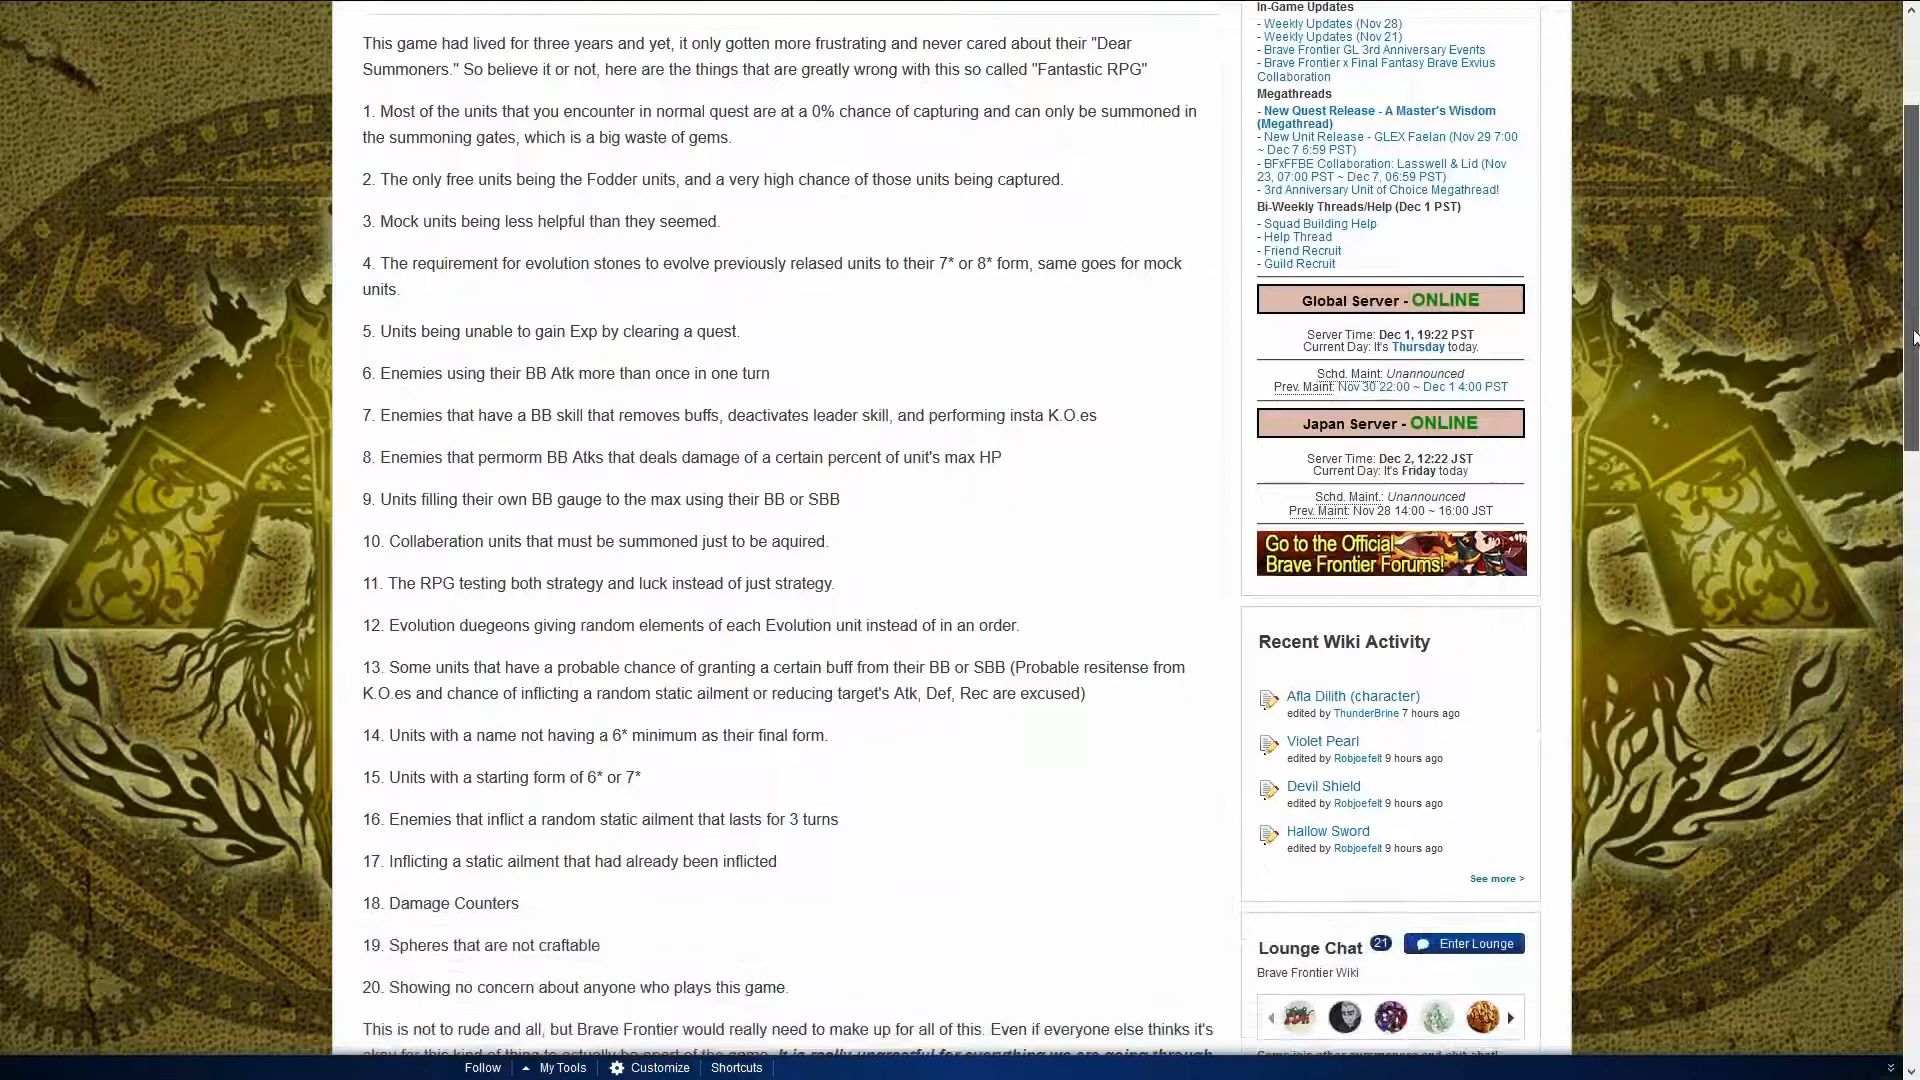 This game had lived for three years and yet, it only gotten more frustrating and never cared about their "Dear
Summoners." So believe it or not, here are the things that are greatly wrong with this so called "Fantastic RPG"
1. Most of the units that you encounter in normal quest are at a 0% chance of capturing and can only be summoned in
the summoning gates, which is a big waste of gems.
2. The only free units being the Fodder units, and a very high chance of those units being captured.
3. Mock units being less helpful than they seemed.
4. The requirement for evolution stones to evolve previously relased units to their 7* or 8* form, same goes for mock
units.
5. Units being unable to gain Exp by clearing a quest.
6. Enemies using their BB Atk more than once in one turn
7. Enemies that have a BB skill that removes buffs, deactivates leader skill, and performing insta K.O.es
8. Enemies that permorm BB Atks that deals damage of a certain percent of unit's max HP
9. Units filling their own BB gauge to the max using their BB or SBB
10. Collaberation units that must be summoned just to be aquired.
11. The RPG testing both strategy and luck instead of just strategy.
12. Evolution duegeons giving random elements of each Evolution unit instead of in an order.
13. Some units that have a probable chance of granting a certain buff from their BB or SBB (Probable resitense from
K.O.es and chance of inflicting a random static ailment or reducing target's Atk, Def, Rec are excused)
14. Units with a name not having a 6* minimum as their final form.
15. Units with a starting form of 6* or 7*
16. Enemies that inflict a random static ailment that lasts for 3 turns
17. Inflicting a static ailment that had already been inflicted
18. Damage Counters
19. Spheres that are not craftable
20. Showing no concern about anyone who plays this game.
This is not to rude and all, but Brave Frontier would really need to make up for all of this. Even if everyone else thinks it's
okay for this kind of thing to actually be apart of the game, it is really ungrateful for everything we are going through
In-Game Updates
- Weekly Updates (Nov 28)
- Weekly Updates (Nov 21)
- Brave Frontier GL 3rd Anniversary Events
- Brave Frontier x Final Fantasy Brave Exvius
Collaboration
Megathreads
- New Quest Release - A Master's Wisdom
(Megathread)
- New Unit Release - GLEX Faelan (Nov 29 7:00
~ Dec 7 6:59 PST)
- BFxFFBE Collaboration: Lasswell & Lid (Nov
23, 07:00 PST ~ Dec 7, 06:59 PST)
- 3rd Anniversary Unit of Choice Megathread!
Bi-Weekly Threads/Help (Dec 1 PST)
- Squad Building Help
- Help Thread
- Friend Recruit
- Guild Recruit
Global Server - ONLINE
Server Time: Dec 1, 19:22 PST
Current Day: It's Thursday today.
Schd. Maint: Unannounced
Prev. Maint: Nov 30 22:00 ~ Dec 1 4:00 PST
Japan Server - ONLINE
Server Time: Dec 2, 12:22 JST
Current Day: It's Friday today
Schd. Maint.: Unannounced
Prev. Maint: Nov 28 14:00 ~ 16:00 JST
Go to the Official
Brave Frontier Forums!
Recent Wiki Activity
Afla Dilith (character)
edited by ThunderBrine 7 hours ago
Violet Pearl
edited by Robjoefelt 9 hours ago
Devil Shield
edited by Robjoefelt 9 hours ago
Hallow Sword
edited by Robjoefelt 9 hours ago
See more >
Lounge Chat 21 Enter Lounge
Brave Frontier Wiki
Follow My Tools Customize Shortcuts